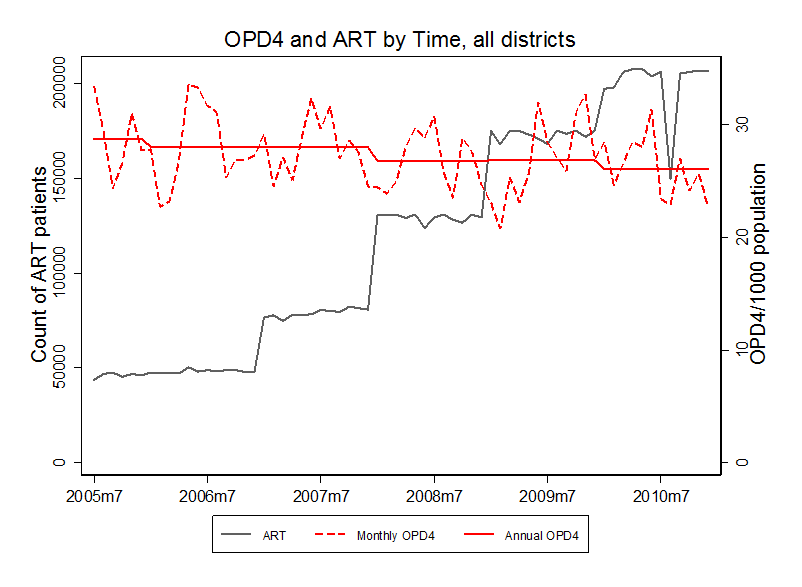 OPD4 and ART by Time, all districts
Count of ART patients
200000
150000
100000
50000
0
30
20
10
0
OPD4/1000 population
2005m7 2006m7 2007m7 2008m7 2009m7 2010m7
ART Monthly OPD4 Annual OPD4